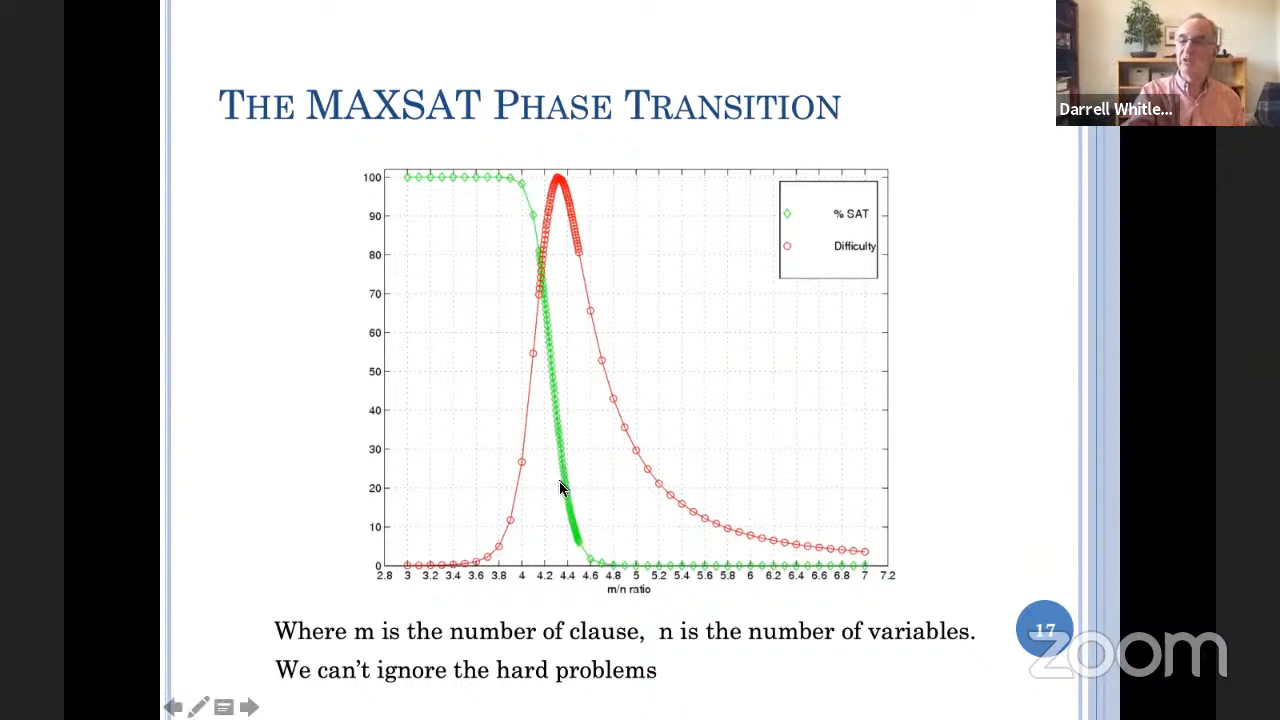 Darrell Whitle...
THE MAXSAT PHASE TRANSITION
100
90
80
70
60
50
40
30
20
10
0
% SAT
Difficulty
2.8 3 3.2 3.4 3.6 3.8 4 4.2 4.4 4.6 4.8 5 5.2 5.4 5.6 5.8 6 6.2 6.4 6.6 6.8 7 7.2
m/n ratio
Where m is the number of clause, n is the number of variables.
We can't ignore the hard problems
17
zoom